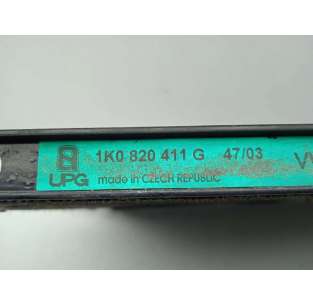 1K0 820 411 G 47/03
UPG made in CZECH REPUBLIC